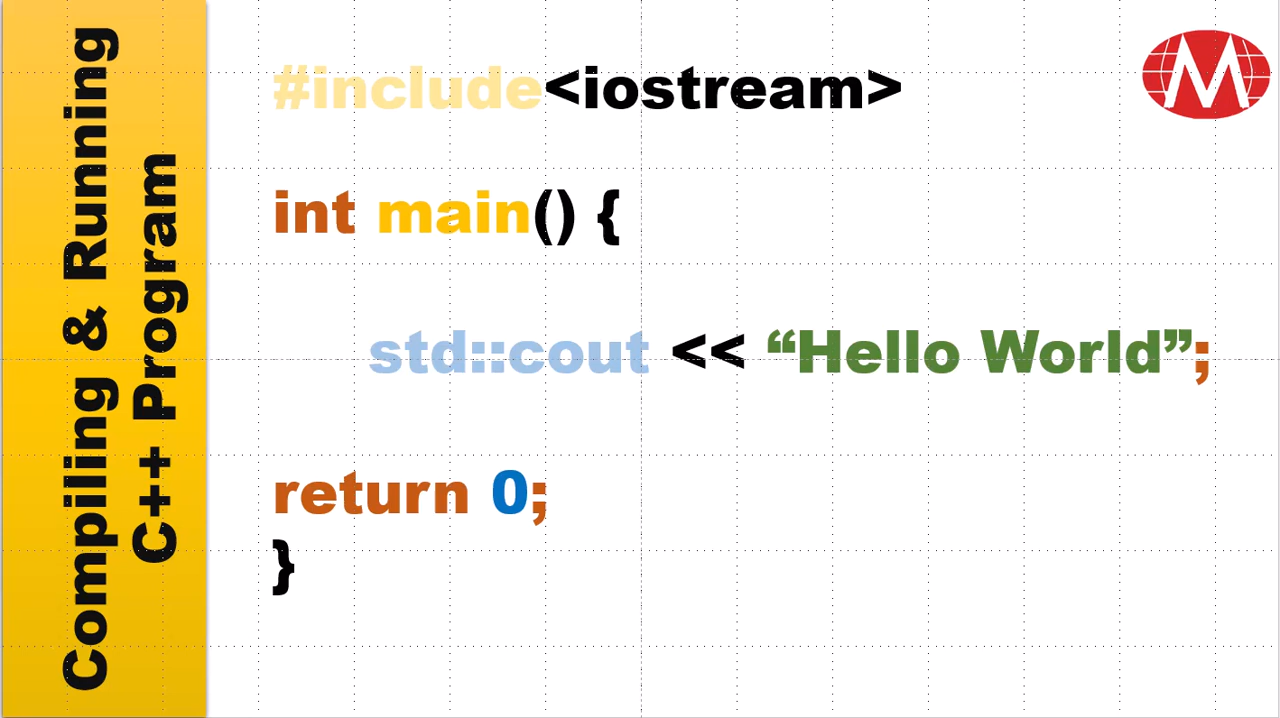 Compiling & Running
C++ Program
#include<iostream>
int main() {
std::cout << “Hello World”;
return 0;
}
M